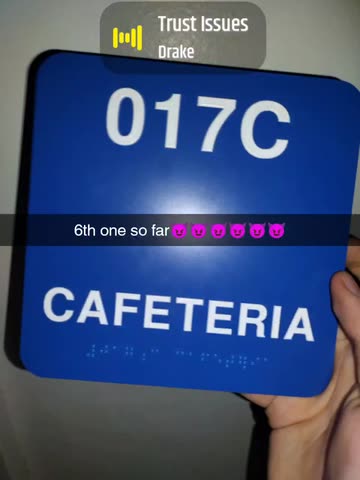 Trust Issues
Drake
017C
6th one so far😈😈😈😈😈😈
CAFETERIA